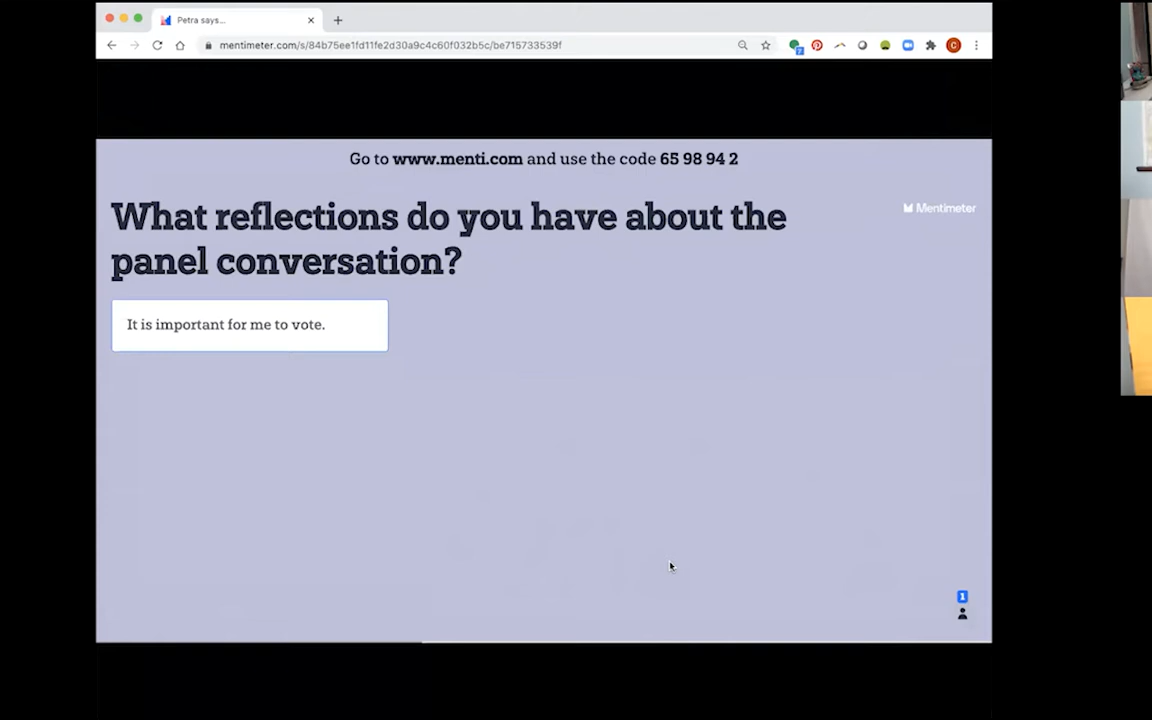 Petra says...
mentimeter.com/s/84b75ee1fd11fe2d30a9c4c60f032b5c/be715733539f
7
C
Go to www.menti.com and use the code 65 98 94 2
What reflections do you have about the
panel conversation?
Mentimeter
It is important for me to vote.
1